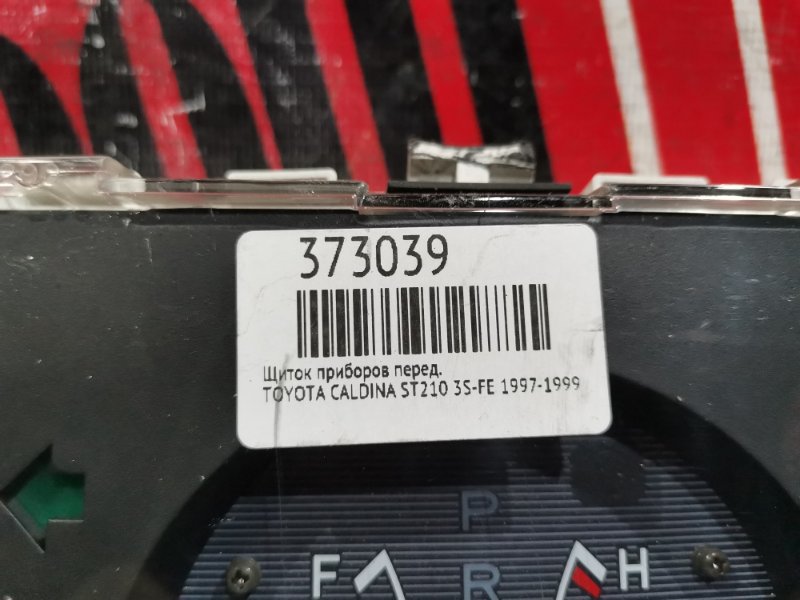 373039
Щиток приборов перед.
TOYOTA CALDINA ST210 3S-FE 1997-1999
P
F R H